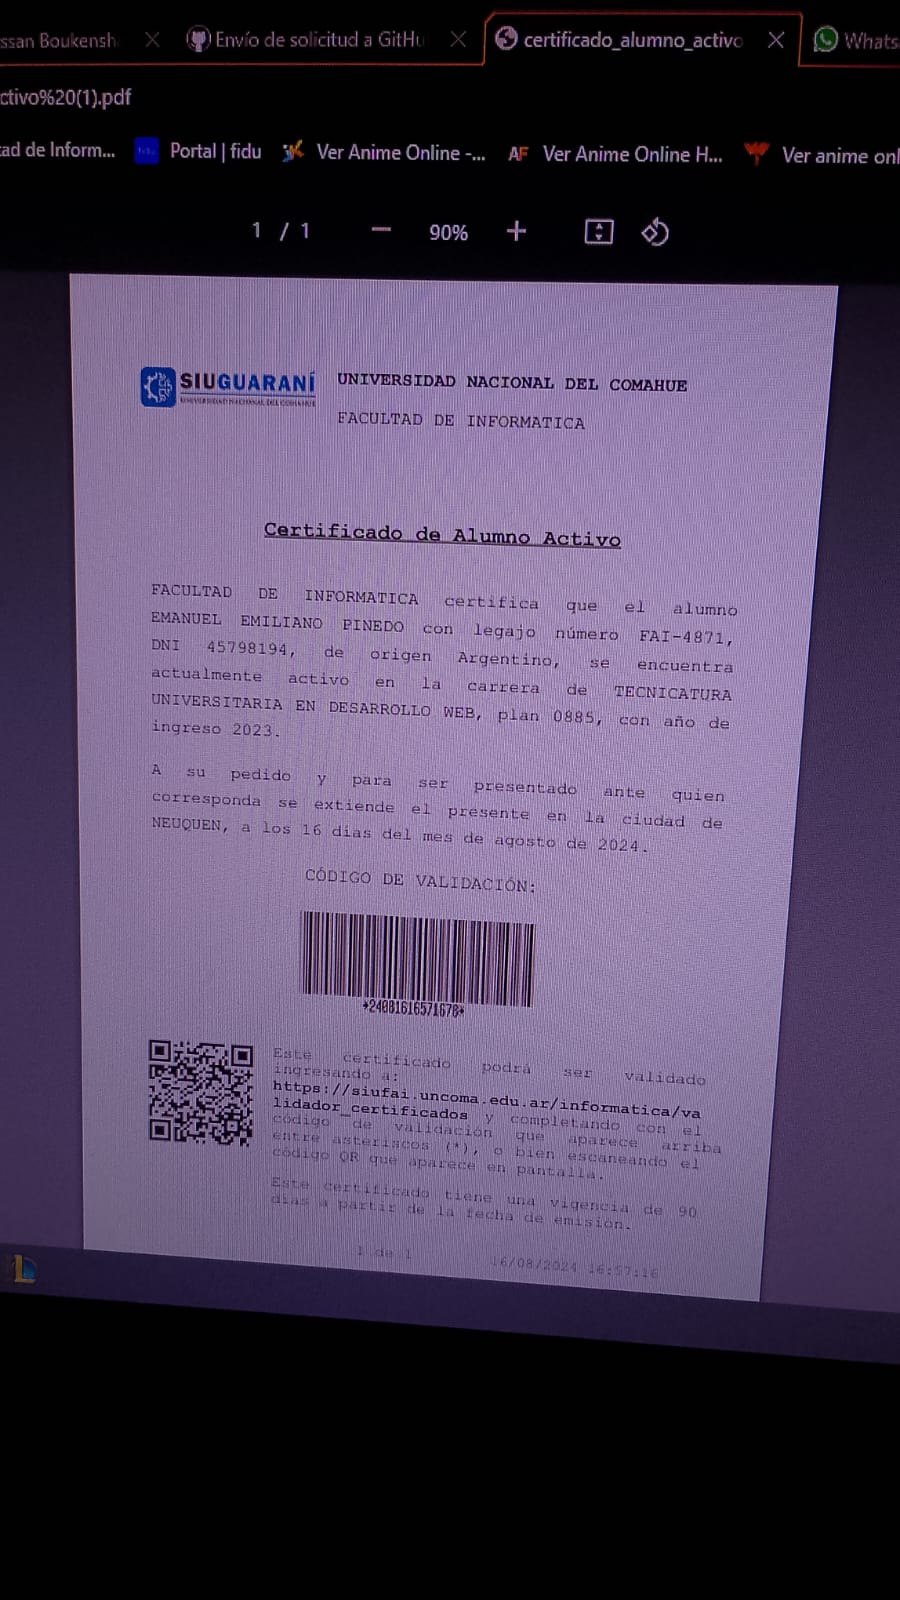 ssan Boukensh
Envío de solicitud a GitHu
certificado_alumno_activo
Whats
ctivo%20(1).pdf
ad de Inform...
Portal | fidu
Ver Anime Online -...
AF
Ver Anime Online H...
Ver anime onl
1 / 1
90%
SIUGUARANÍ
UNIVERSIDAD NACIONAL DEL COMAHUE
UNIVERSIDAD NACIONAL DEL COMAHUE
FACULTAD DE INFORMATICA
Certificado de Alumno Activo
FACULTAD DE INFORMATICA certifica que el alumno
EMANUEL EMILIANO PINEDO con legajo número FAI-4871,
DNI 45798194, de origen Argentino, se encuentra
actualmente activo en la carrera de TECNICATURA
UNIVERSITARIA EN DESARROLLO WEB, plan 0885, con año de
ingreso 2023.
A su pedido y para ser presentado ante quien
corresponda se extiende el presente en la ciudad de
NEUQUEN, a los 16 dias del mes de agosto de 2024.
CÓDIGO DE VALIDACIÓN:
*24081616571678*
Este certificado podrá ser validado
ingresando a:
https://siufai.uncoma.edu.ar/informatica/va
lidador_certificados y completando con el
código de validación que aparece arriba
entre asteriscos (*), o bien escaneando el
código QR que aparece en pantalla.
Este certificado tiene una vigencia de 90
días a partir de la fecha de emisión.
1 de 1
16/08/2024 16:57:16